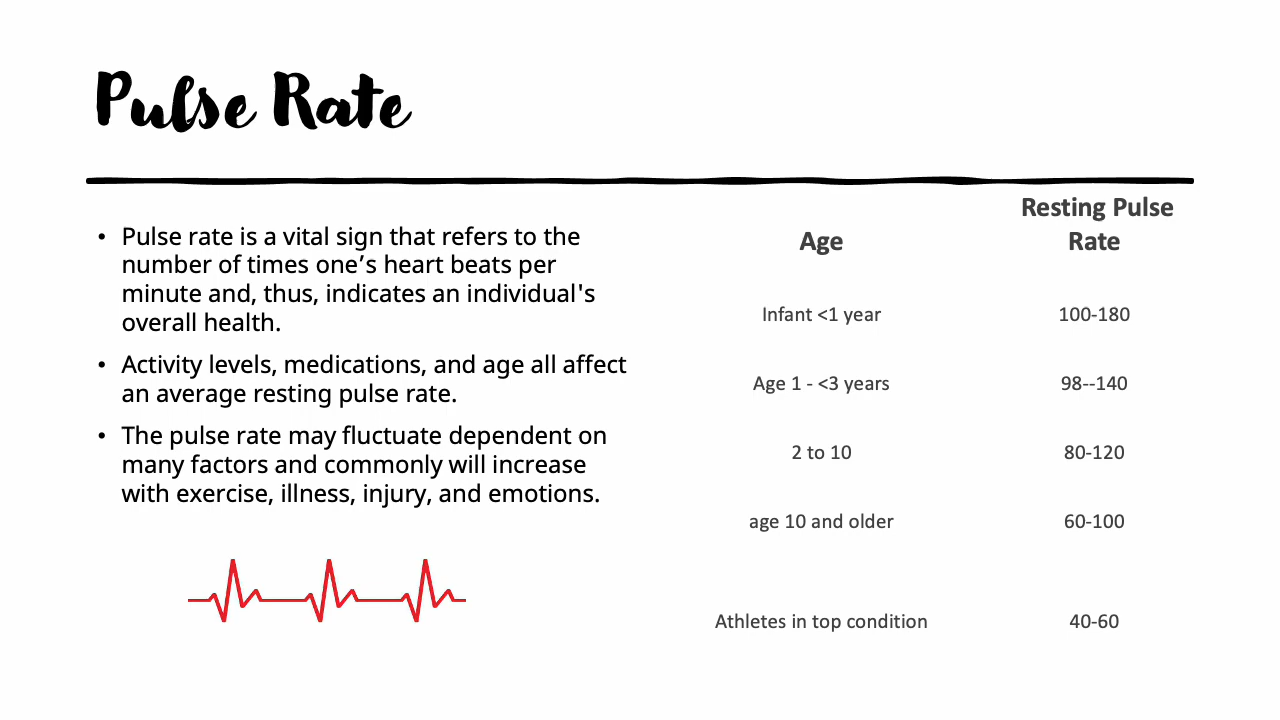 Pulse Rate
• Pulse rate is a vital sign that refers to the
number of times one’s heart beats per
minute and, thus, indicates an individual's
overall health.
• Activity levels, medications, and age all affect
an average resting pulse rate.
• The pulse rate may fluctuate dependent on
many factors and commonly will increase
with exercise, illness, injury, and emotions.
Resting Pulse
Age Rate
Infant <1 year 100-180
Age 1 - <3 years 98--140
2 to 10 80-120
age 10 and older 60-100
Athletes in top condition 40-60